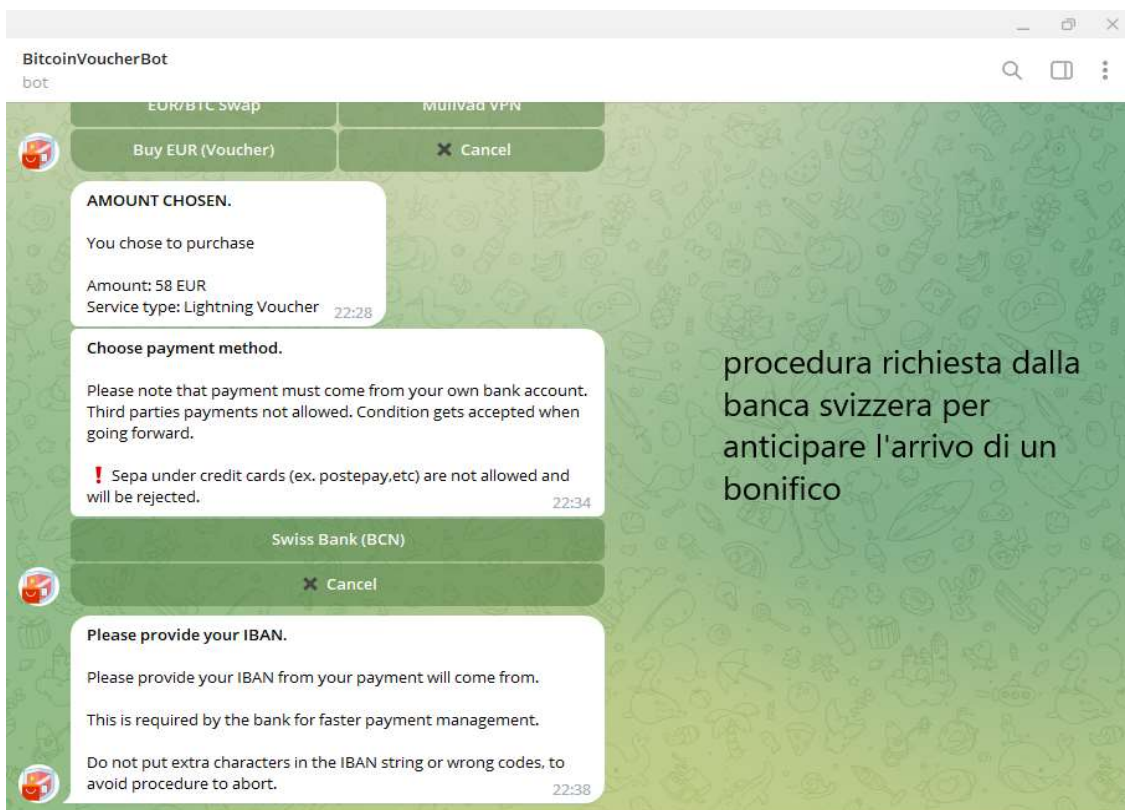 BitcoinVoucherBot
bot
EUR/BTC Swap
Mullvad VPN
Buy EUR (Voucher)
✖ Cancel
AMOUNT CHOSEN.
You chose to purchase
Amount: 58 EUR
Service type: Lightning Voucher 22:28
Choose payment method.
Please note that payment must come from your own bank account.
Third parties payments not allowed. Condition gets accepted when
going forward.
❗ Sepa under credit cards (ex. postepay,etc) are not allowed and
will be rejected. 22:34
Swiss Bank (BCN)
✖ Cancel
Please provide your IBAN.
Please provide your IBAN from your payment will come from.
This is required by the bank for faster payment management.
Do not put extra characters in the IBAN string or wrong codes, to
avoid procedure to abort. 22:38
procedura richiesta dalla
banca svizzera per
anticipare l'arrivo di un
bonifico